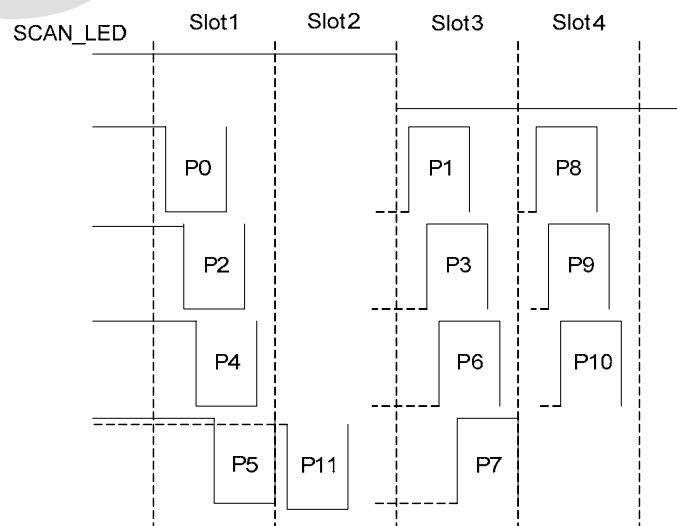 SCAN_LED Slot1 Slot2 Slot3 Slot4
P0 P1 P8
P2 P3 P9
P4 P6 P10
P5 P11 P7